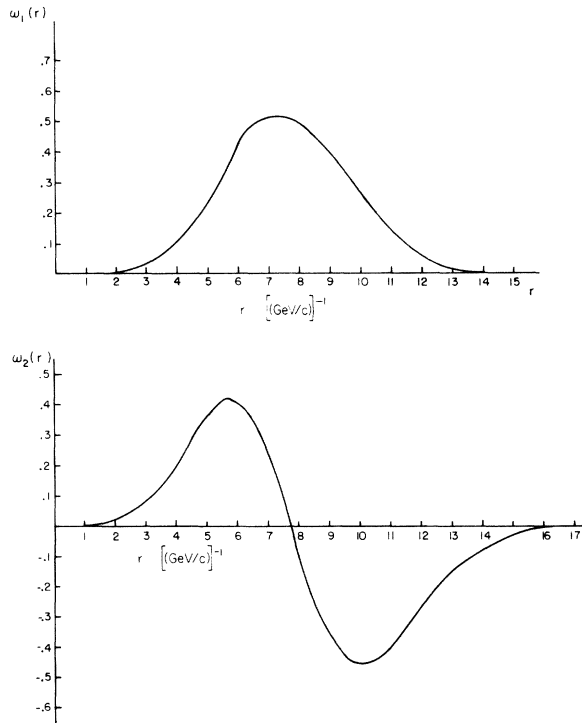 ω₁(r)
.7
.6
.5
.4
.3
.2
.1
1 2 3 4 5 6 7 8 9 10 11 12 13 14 15
r
r [(GeV/c)]⁻¹
ω₂(r)
.5
.4
.3
.2
.1
1 2 3 4 5 6 7 8 9 10 11 12 13 14 15 16 17
r [(GeV/c)]⁻¹
-.1
-.2
-.3
-.4
-.5
-.6